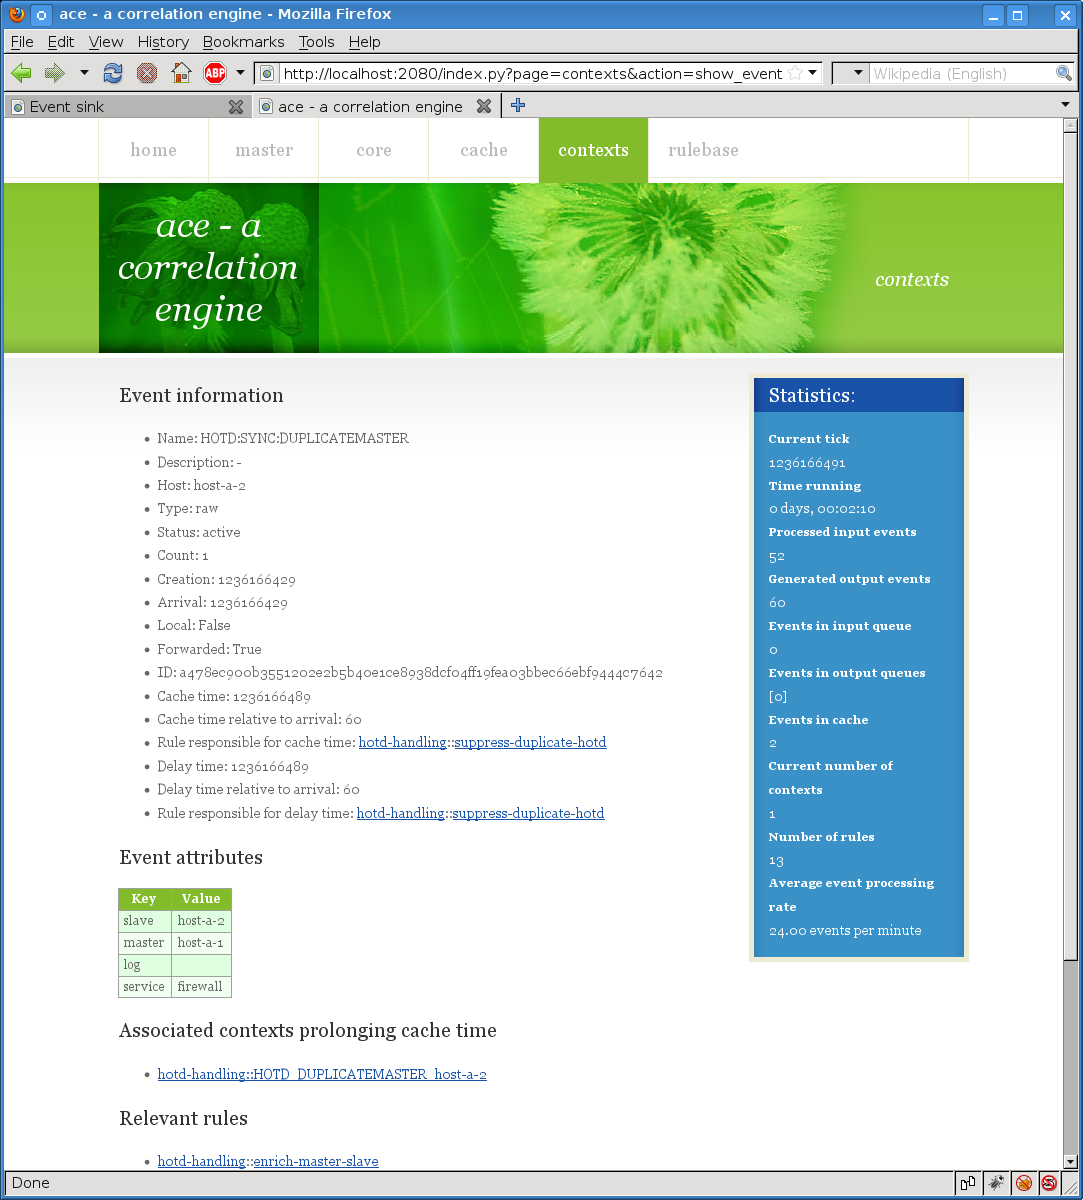 ace - a correlation engine - Mozilla Firefox
File Edit View History Bookmarks Tools Help
ABP http://localhost:2080/index.py?page=contexts&action=show_event Wikipedia (English)
Event sink ace - a correlation engine
home master core cache contexts rulebase
ace - a
correlation
engine
contexts
Event information
Name: HOTD:SYNC:DUPLICATEMASTER
Description: -
Host: host-a-2
Type: raw
Status: active
Count: 1
Creation: 1236166429
Arrival: 1236166429
Local: False
Forwarded: True
ID: a478ec900b3551202e2b5b40e1ce8938dcf04ff19fea03bbec66ebf9444c7642
Cache time: 1236166489
Cache time relative to arrival: 60
Rule responsible for cache time: hotd-handling::suppress-duplicate-hotd
Delay time: 1236166489
Delay time relative to arrival: 60
Rule responsible for delay time: hotd-handling::suppress-duplicate-hotd
Event attributes
Key Value
slave host-a-2
master host-a-1
log
service firewall
Associated contexts prolonging cache time
hotd-handling::HOTD_DUPLICATEMASTER_host-a-2
Relevant rules
hotd-handling::enrich-master-slave
Statistics:
Current tick
1236166491
Time running
0 days, 00:02:10
Processed input events
52
Generated output events
60
Events in input queue
0
Events in output queues
[0]
Events in cache
2
Current number of
contexts
1
Number of rules
13
Average event processing
rate
24.00 events per minute
Done